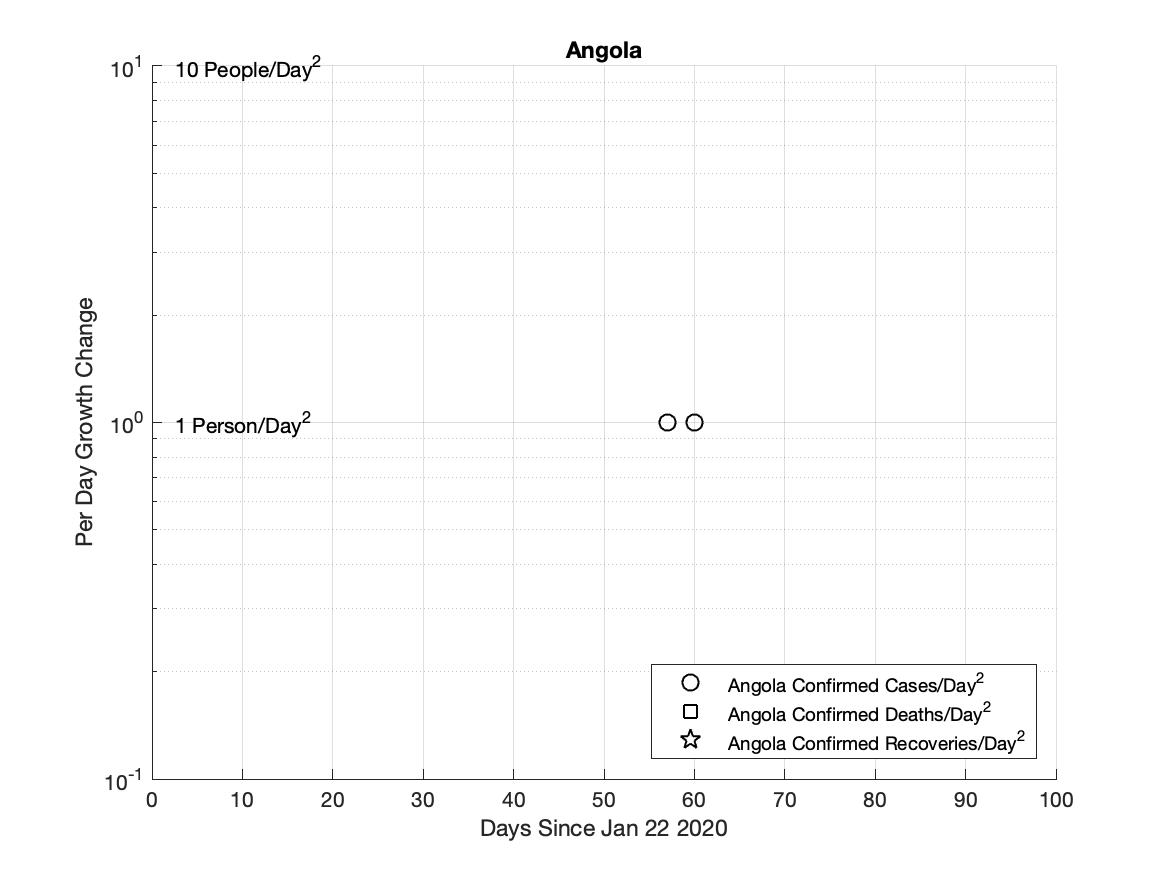 Angola
10¹
10 People/Day²
10⁰
1 Person/Day²
10⁻¹
Per Day Growth Change
Angola Confirmed Cases/Day²
Angola Confirmed Deaths/Day²
Angola Confirmed Recoveries/Day²
0 10 20 30 40 50 60 70 80 90 100
Days Since Jan 22 2020